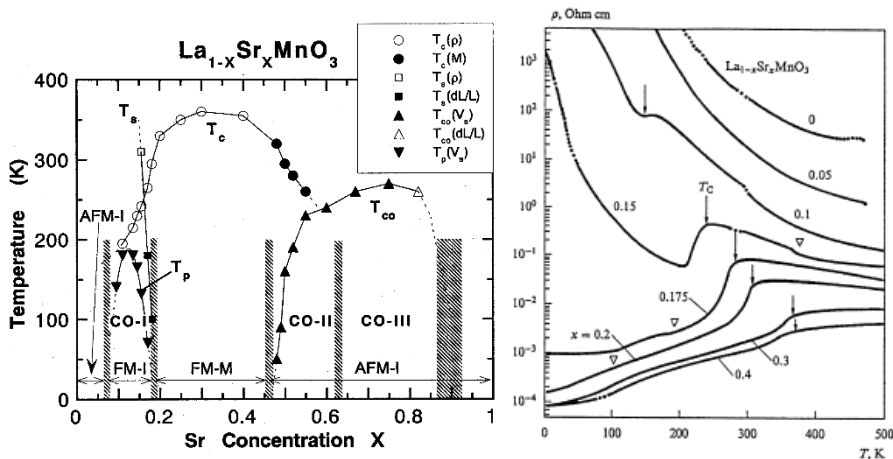 La1-XSrXMnO3
Tc(ρ)
Tc(M)
Ts(ρ)
Ts(dL/L)
Tco(Vs)
Tco(dL/L)
Tp(Vs)
400
300
200
100
0
Temperature (K)
Ts
Tc
Tco
Tp
AFM-I
CO-I
CO-II
CO-III
FM-I
FM-M
AFM-I
0
0.2
0.4
0.6
0.8
1
Sr Concentration X
ρ, Ohm cm
La1–xSrxMnO3
10³
10²
10¹
10⁰
10⁻¹
10⁻²
10⁻³
10⁻⁴
0
0.05
0.1
TC
0.15
0.175
x = 0.2
0.3
0.4
0
100
200
300
400
500
T, K